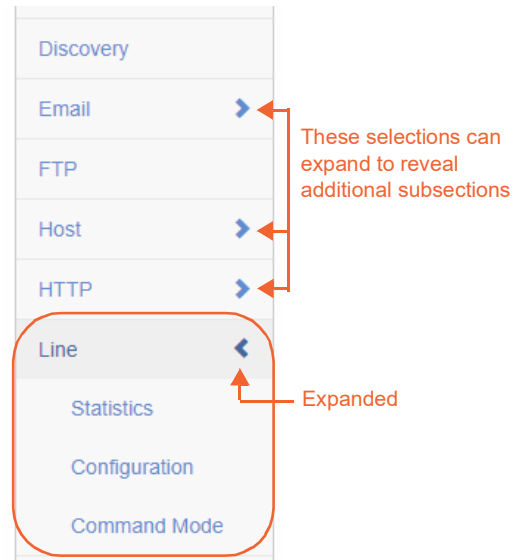 Discovery
Email
These selections can
expand to reveal
additional subsections
FTP
Host
HTTP
Line
Expanded
Statistics
Configuration
Command Mode